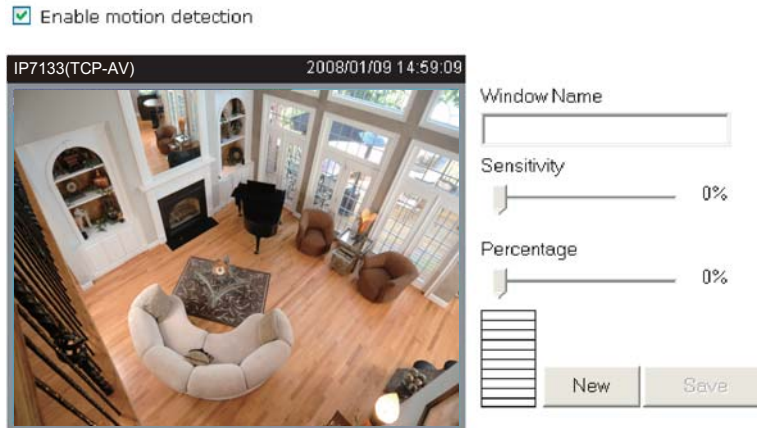 Enable motion detection
IP7133(TCP-AV) 2008/01/09 14:59:09
Window Name
Sensitivity
0%
Percentage
0%
New Save